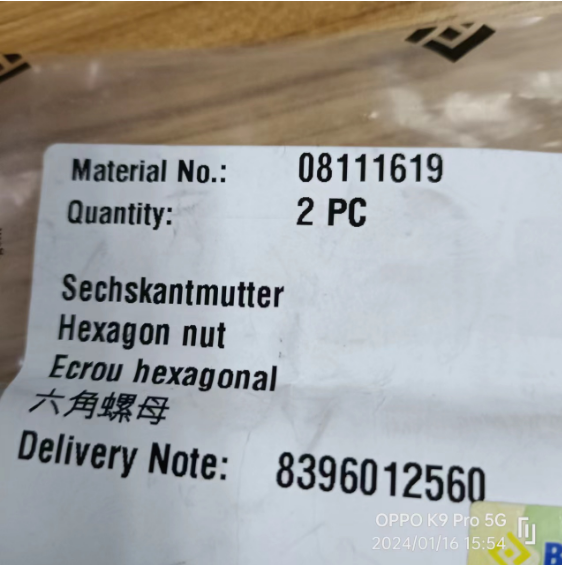 Material No.: 08111619
Quantity: 2 PC
Sechskantmutter
Hexagon nut
Ecrou hexagonal
六角螺母
Delivery Note: 8396012560
OPPO K9 Pro 5G
2024/01/16 15:54
B